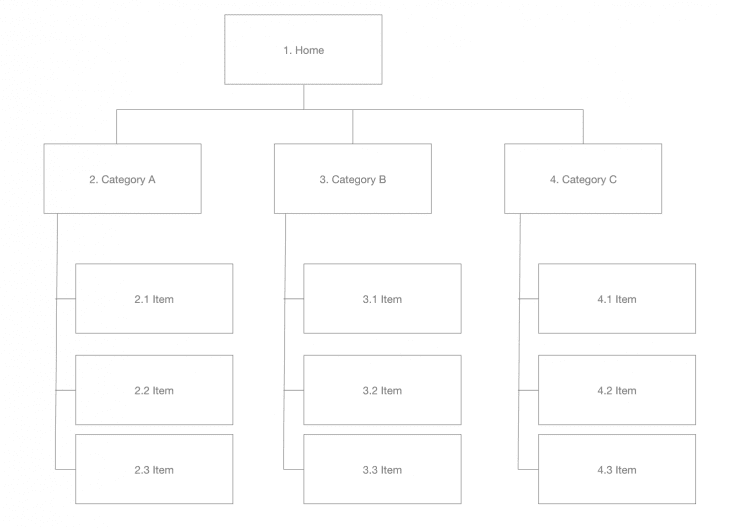 1. Home
2. Category A
3. Category B
4. Category C
2.1 Item
3.1 Item
4.1 Item
2.2 Item
3.2 Item
4.2 Item
2.3 Item
3.3 Item
4.3 Item